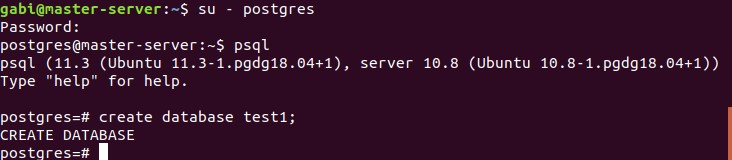 gabi@master-server:~$ su - postgres
Password:
postgres@master-server:~$ psql
psql (11.3 (Ubuntu 11.3-1.pgdg18.04+1), server 10.8 (Ubuntu 10.8-1.pgdg18.04+1))
Type "help" for help.

postgres=# create database test1;
CREATE DATABASE
postgres=#